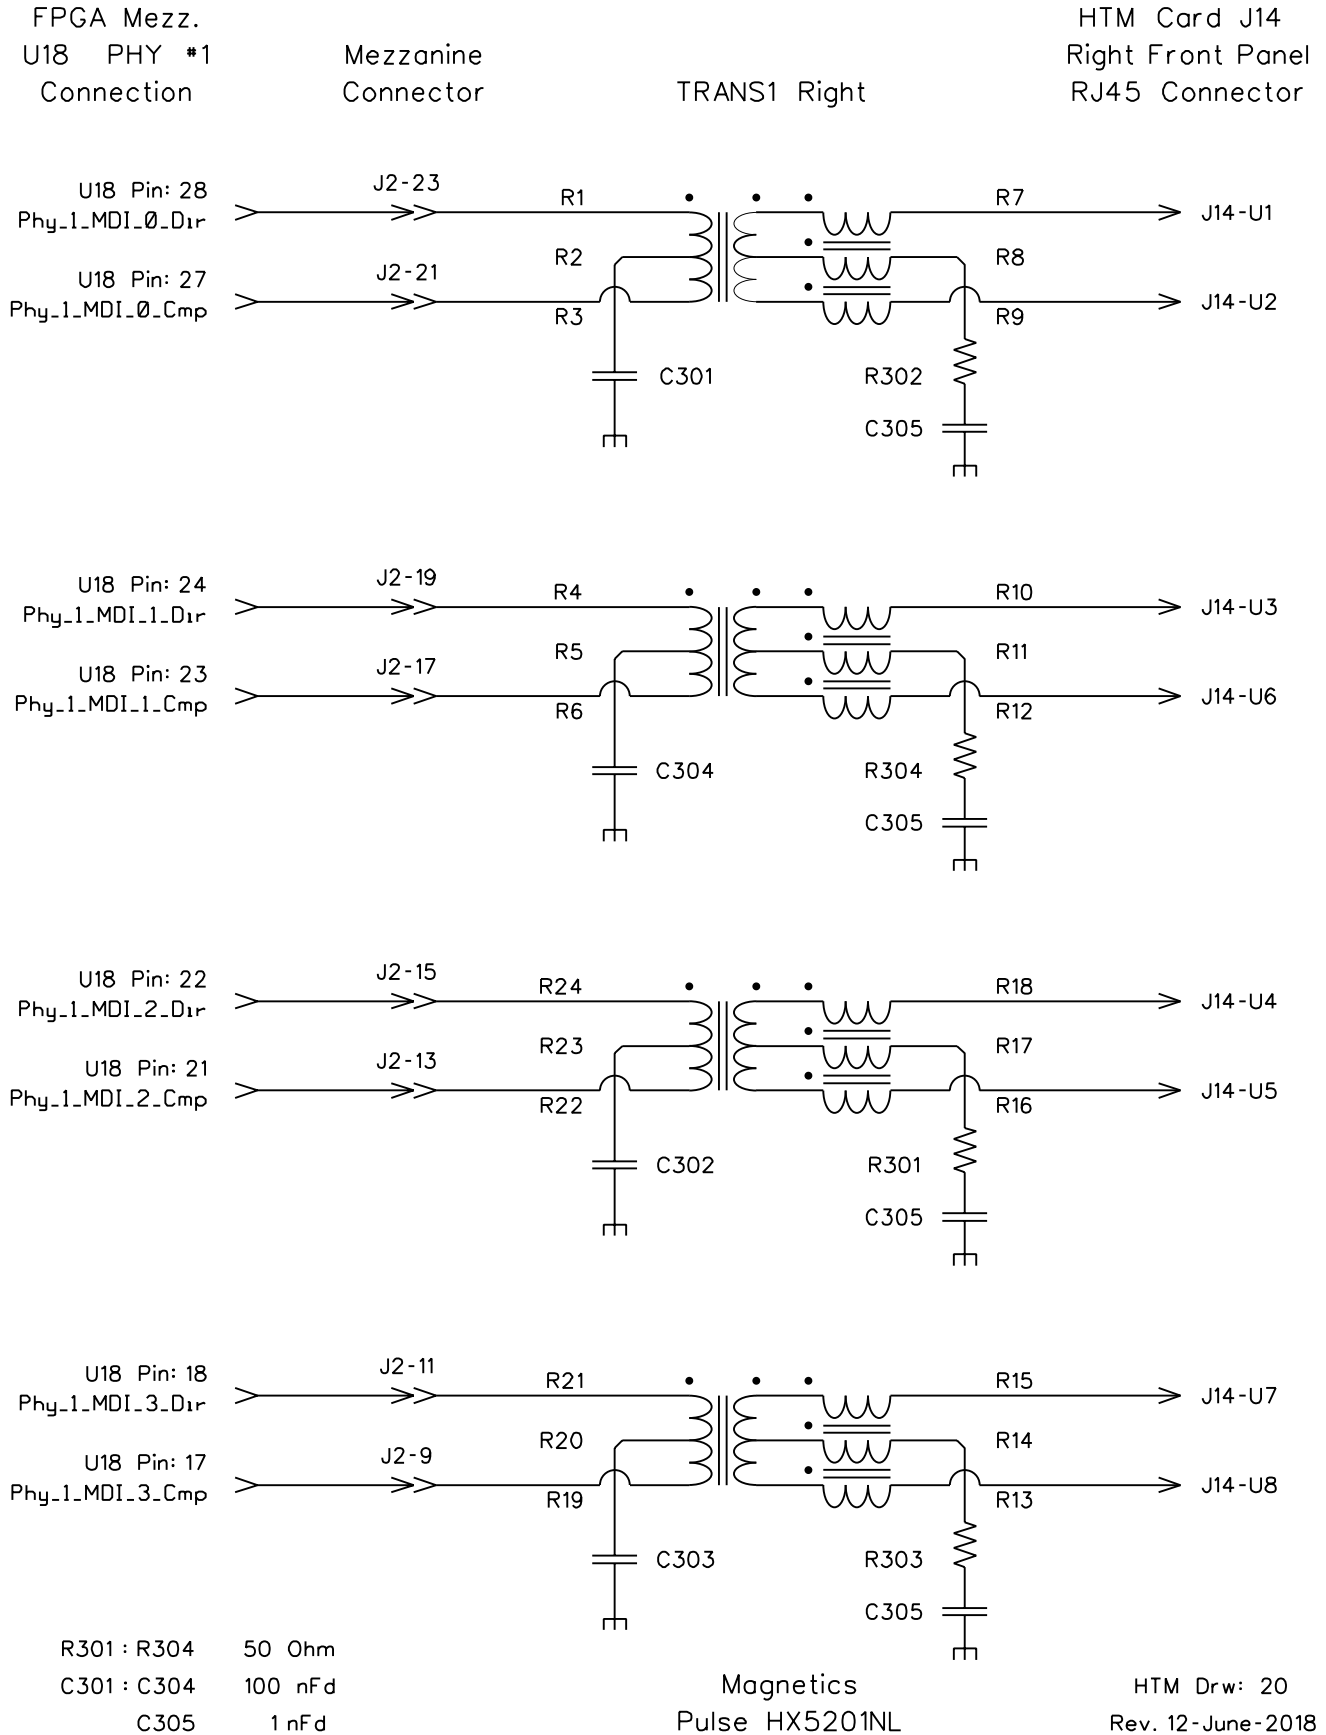 FPGA Mezz.
U18 PHY #1
Connection
Mezzanine
Connector
TRANS1 Right
HTM Card J14
Right Front Panel
RJ45 Connector
U18 Pin: 28
Phy_1_MDI_0_Dir
J2-23
R1
R7
J14-U1
R2
R8
U18 Pin: 27
Phy_1_MDI_0_Cmp
J2-21
R3
R9
J14-U2
C301
R302
C305
U18 Pin: 24
Phy_1_MDI_1_Dir
J2-19
R4
R10
J14-U3
R5
R11
U18 Pin: 23
Phy_1_MDI_1_Cmp
J2-17
R6
R12
J14-U6
C304
R304
C305
U18 Pin: 22
Phy_1_MDI_2_Dir
J2-15
R24
R18
J14-U4
R23
R17
U18 Pin: 21
Phy_1_MDI_2_Cmp
J2-13
R22
R16
J14-U5
C302
R301
C305
U18 Pin: 18
Phy_1_MDI_3_Dir
J2-11
R21
R15
J14-U7
R20
R14
U18 Pin: 17
Phy_1_MDI_3_Cmp
J2-9
R19
R13
J14-U8
C303
R303
C305
R301 : R304 50 Ohm
C301 : C304 100 nFd
C305 1 nFd
Magnetics
Pulse HX5201NL
HTM Drw: 20
Rev. 12-June-2018